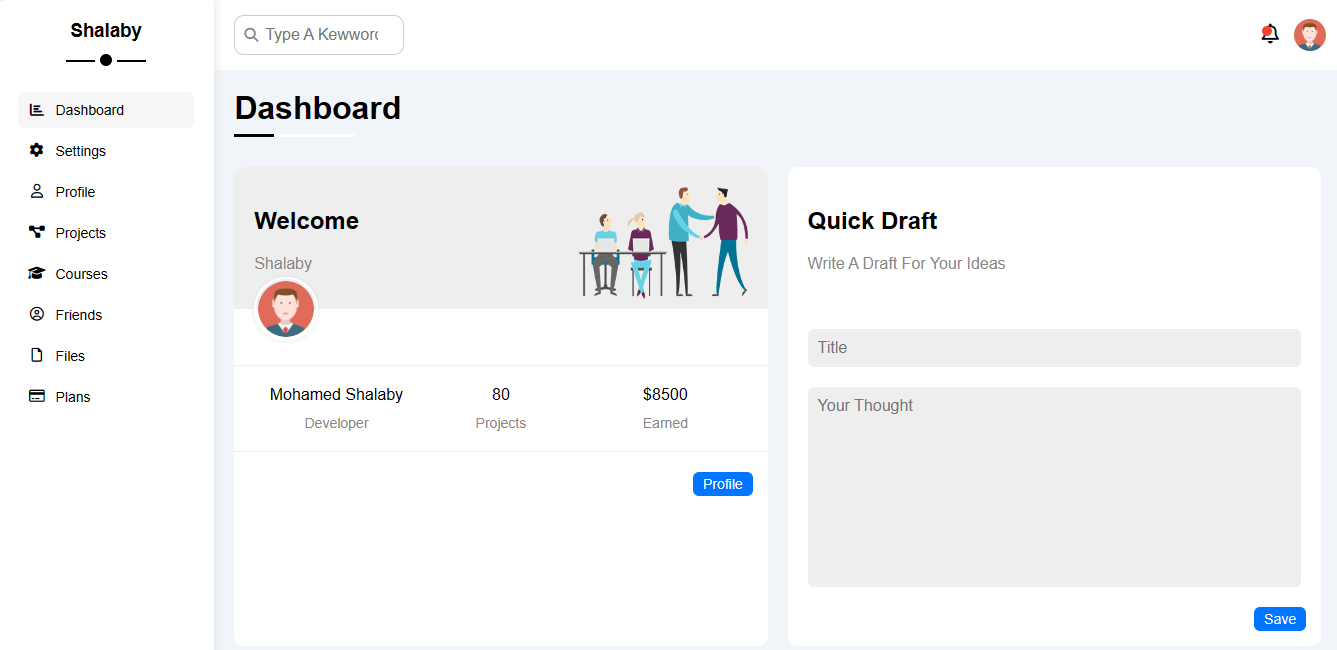 Shalaby
Dashboard
Settings
Profile
Projects
Courses
Friends
Files
Plans
Type A Kewword
Dashboard
Welcome
Shalaby
Mohamed Shalaby 80 $8500
Developer Projects Earned
Profile
Quick Draft
Write A Draft For Your Ideas
Title
Your Thought
Save